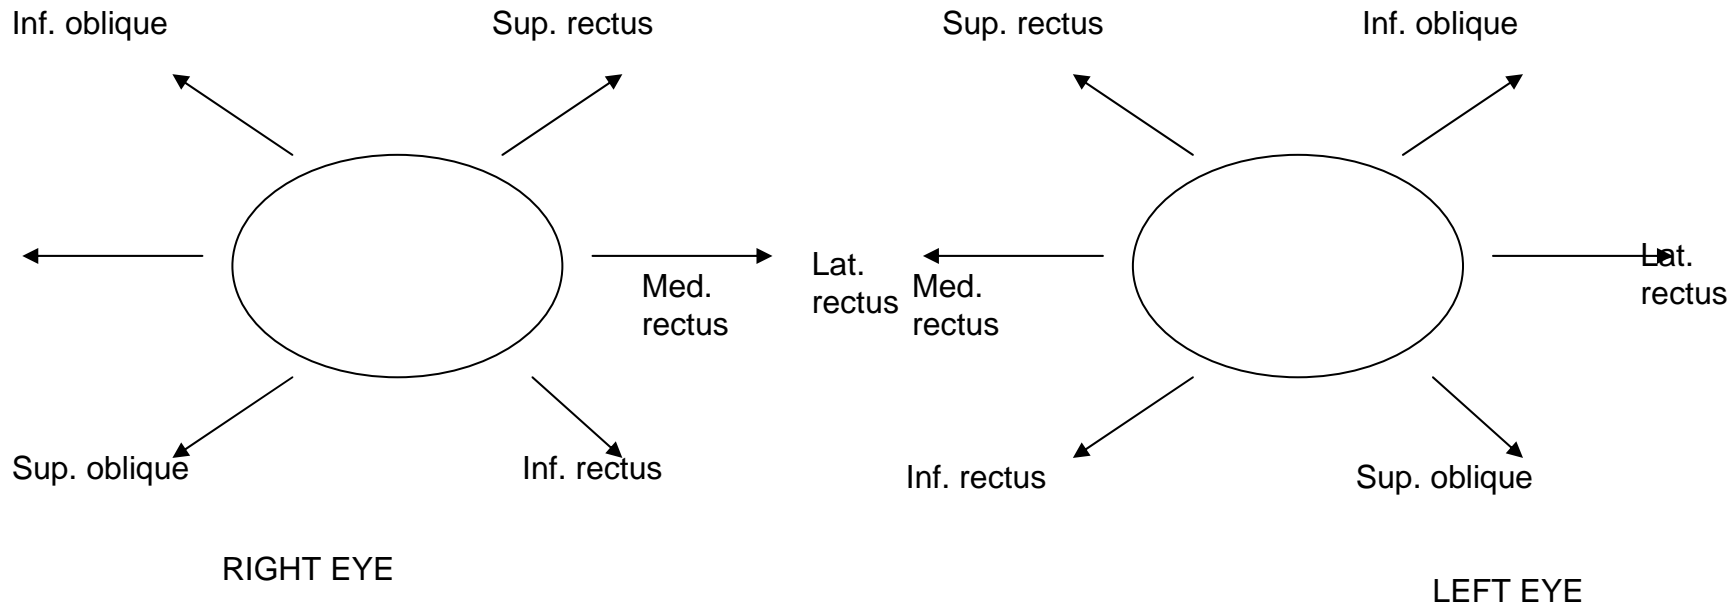 Inf. oblique
Sup. rectus
Sup. rectus
Inf. oblique
Med.
rectus
Lat.
rectus
Med.
rectus
Lat.
rectus
Sup. oblique
Inf. rectus
Inf. rectus
Sup. oblique
RIGHT EYE
LEFT EYE